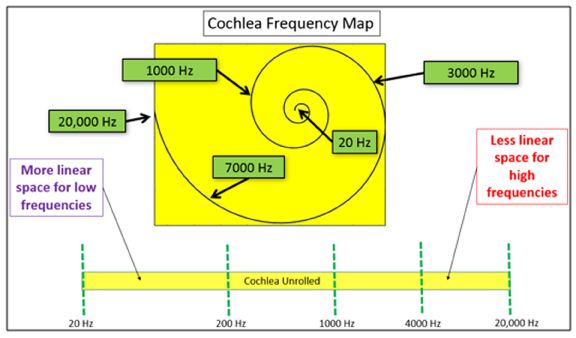 Cochlea Frequency Map
1000 Hz
3000 Hz
20,000 Hz
20 Hz
7000 Hz
More linear
space for low
frequencies
Less linear
space for
high
frequencies
Cochlea Unrolled
20 Hz
200 Hz
1000 Hz
4000 Hz
20,000 Hz